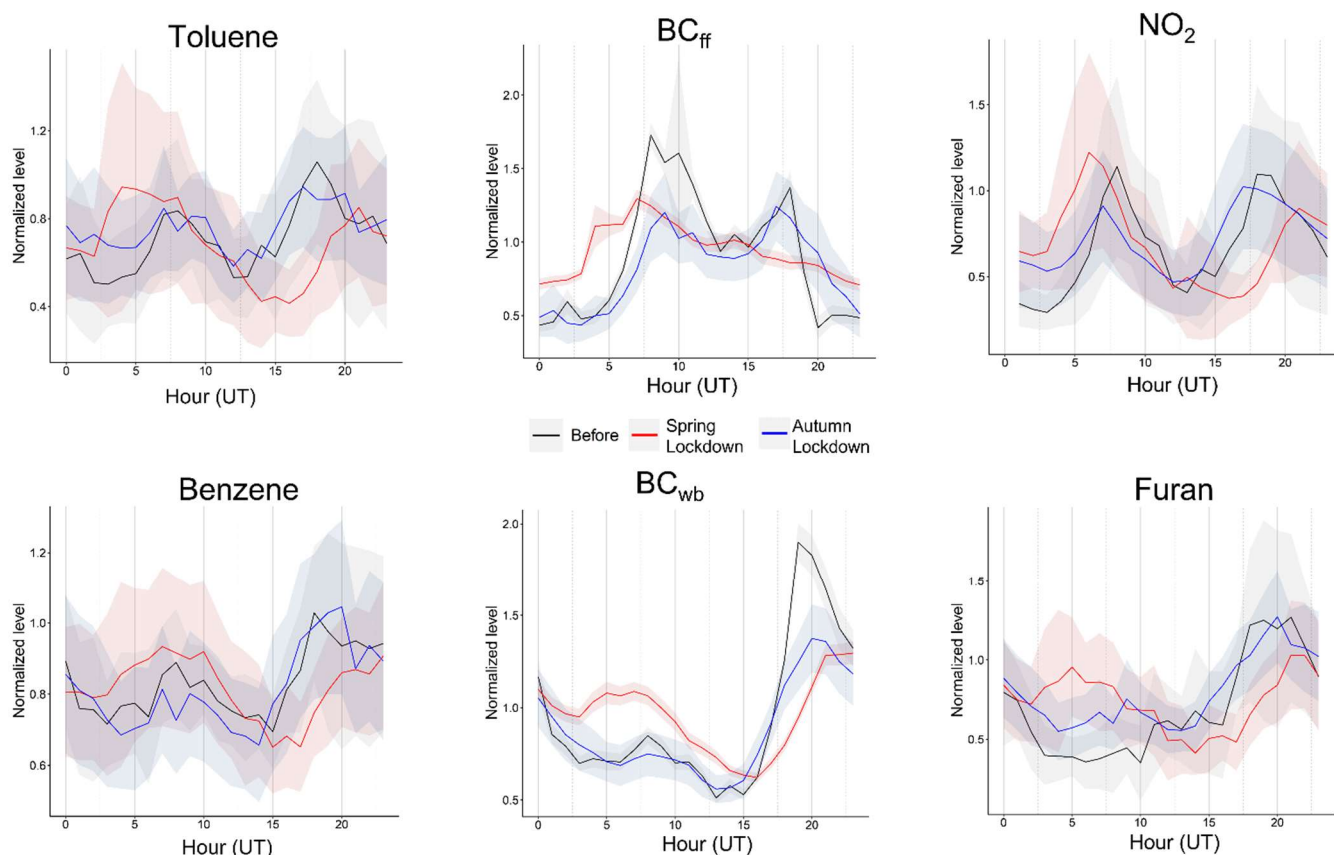 Toluene
Normalized level
1.2
0.8
0.4
0 5 10 15 20
Hour (UT)
BCff
Normalized level
2.0
1.5
1.0
0.5
0 5 10 15 20
Hour (UT)
NO2
Normalized level
1.5
1.0
0.5
0 5 10 15 20
Hour (UT)
Before Spring Lockdown Autumn Lockdown
Benzene
Normalized level
1.2
1.0
0.8
0.6
0 5 10 15 20
Hour (UT)
BCwb
Normalized level
2.0
1.5
1.0
0.5
0 5 10 15 20
Hour (UT)
Furan
Normalized level
1.5
1.0
0.5
0 5 10 15 20
Hour (UT)